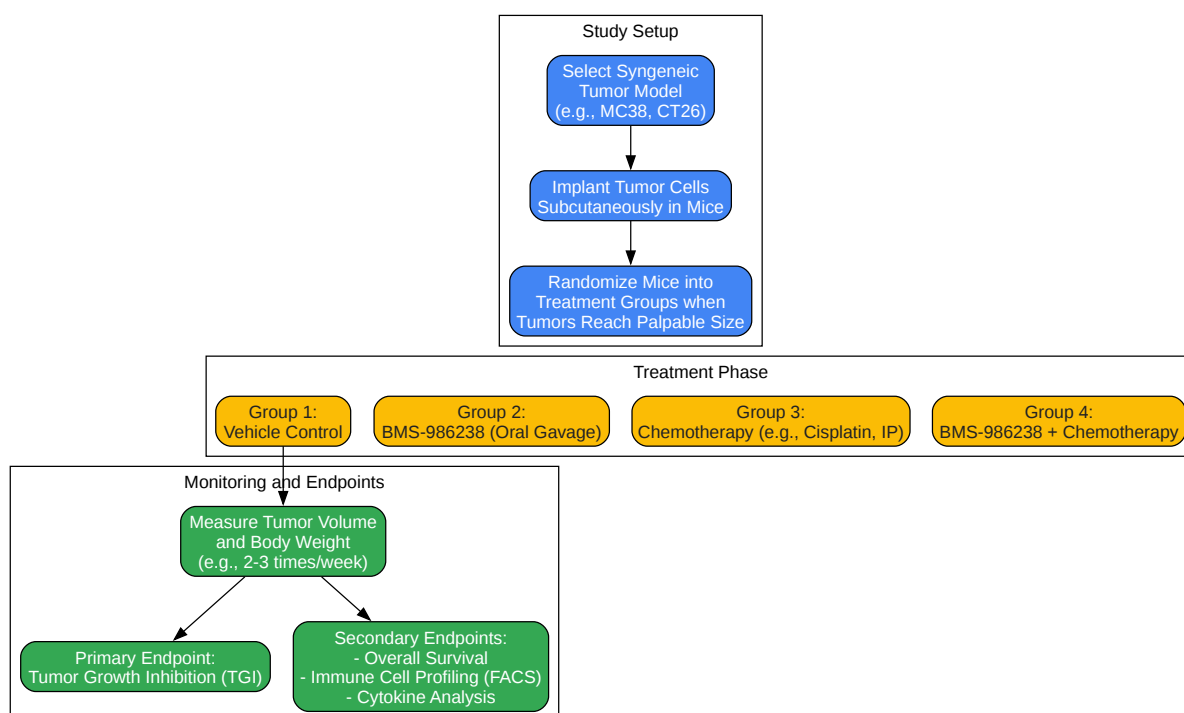 Study Setup
Select Syngeneic
Tumor Model
(e.g., MC38, CT26)
Implant Tumor Cells
Subcutaneously in Mice
Randomize Mice into
Treatment Groups when
Tumors Reach Palpable Size
Treatment Phase
Group 1:
Vehicle Control
Group 2:
BMS-986238 (Oral Gavage)
Group 3:
Chemotherapy (e.g., Cisplatin, IP)
Group 4:
BMS-986238 + Chemotherapy
Monitoring and Endpoints
Measure Tumor Volume
and Body Weight
(e.g., 2-3 times/week)
Primary Endpoint:
Tumor Growth Inhibition (TGI)
Secondary Endpoints:
- Overall Survival
- Immune Cell Profiling (FACS)
- Cytokine Analysis